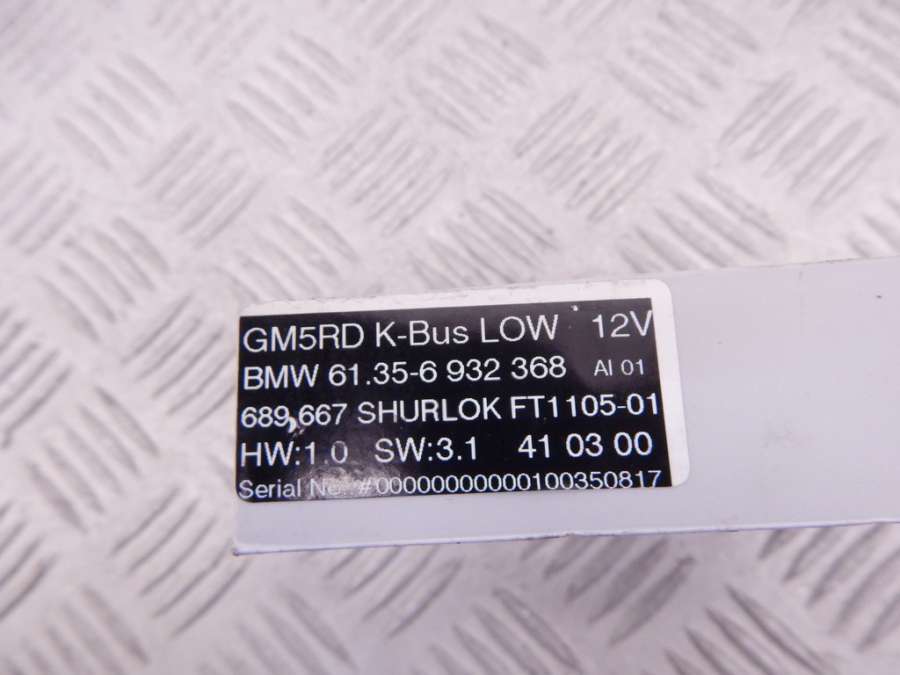 GM5RD K-Bus LOW 12V
BMW 61.35-6 932 368 AI 01
689,667 SHURLOK FT1105-01
HW:1.0 SW:3.1 41 03 00
Serial No. #00000000000100350817